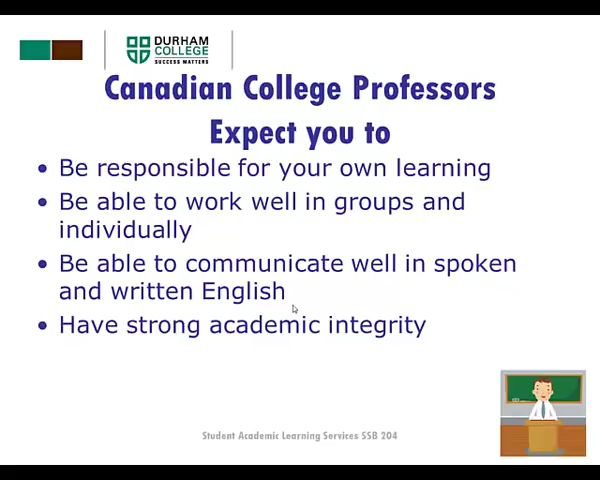 DURHAM
COLLEGE
SUCCESS MATTERS
Canadian College Professors
Expect you to
• Be responsible for your own learning
• Be able to work well in groups and
individually
• Be able to communicate well in spoken
and written English
• Have strong academic integrity
Student Academic Learning Services SSB 204